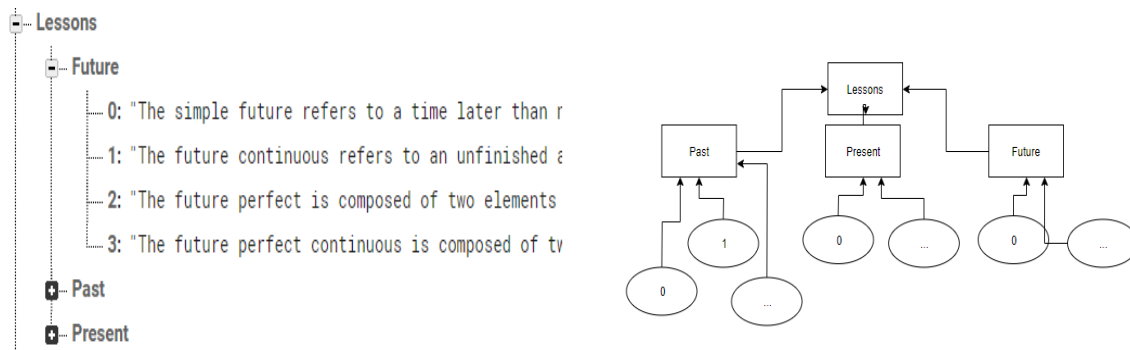 Lessons
Future
0: "The simple future refers to a time later than
1: "The future continuous refers to an unfinished
2: "The future perfect is composed of two elements
3: "The future perfect continuous is composed of
Past
Present
Lessons
Past
Present
Future
0
1
...
0
...
0
...